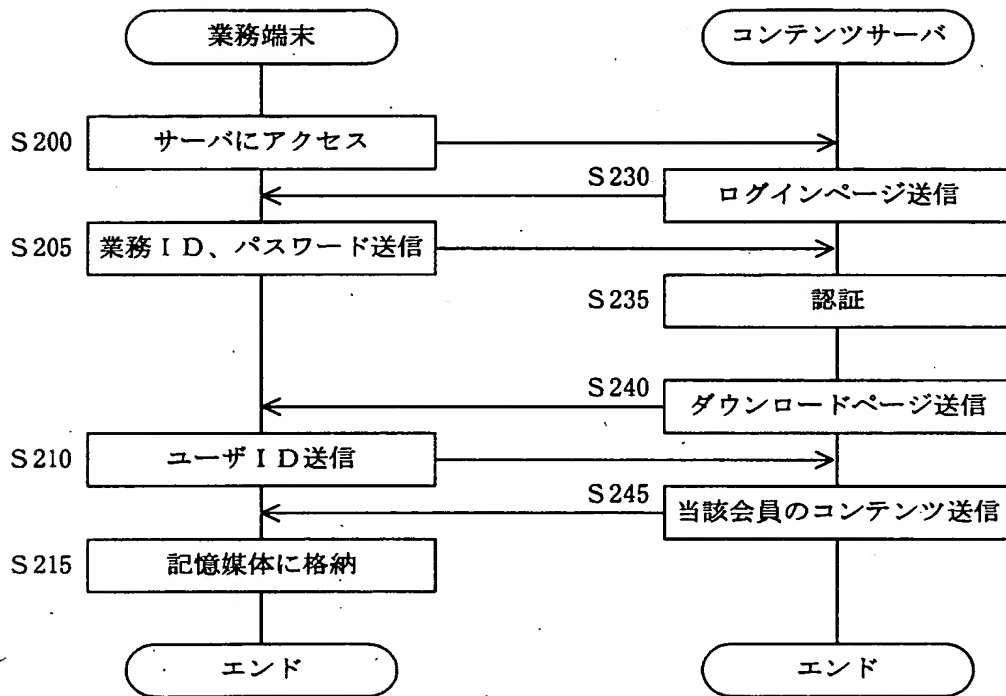 業務端末
コンテンツサーバ
S200
サーバにアクセス
S230
ログインページ送信
S205
業務ID、パスワード送信
S235
認証
S240
ダウンロードページ送信
S210
ユーザID送信
S245
当該会員のコンテンツ送信
S215
記憶媒体に格納
エンド
エンド